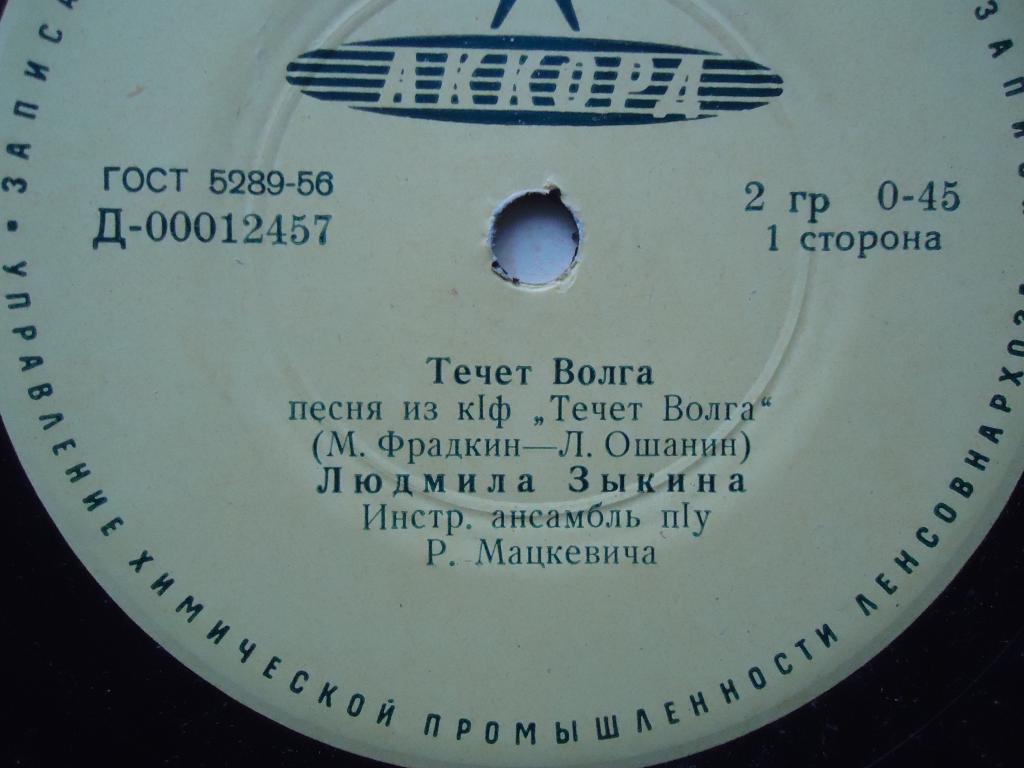 АККОРД
ГОСТ 5289-56
Д-00012457
2 гр 0-45
1 сторона
Течет Волга
песня из к|ф „Течет Волга“
(М. Фрадкин—Л. Ошанин)
Людмила Зыкина
Инстр. ансамбль п|у
Р. Мацкевича
УПРАВЛЕНИЕ ХИМИЧЕСКОЙ ПРОМЫШЛЕННОСТИ ЛЕНСОВНАРХОЗА